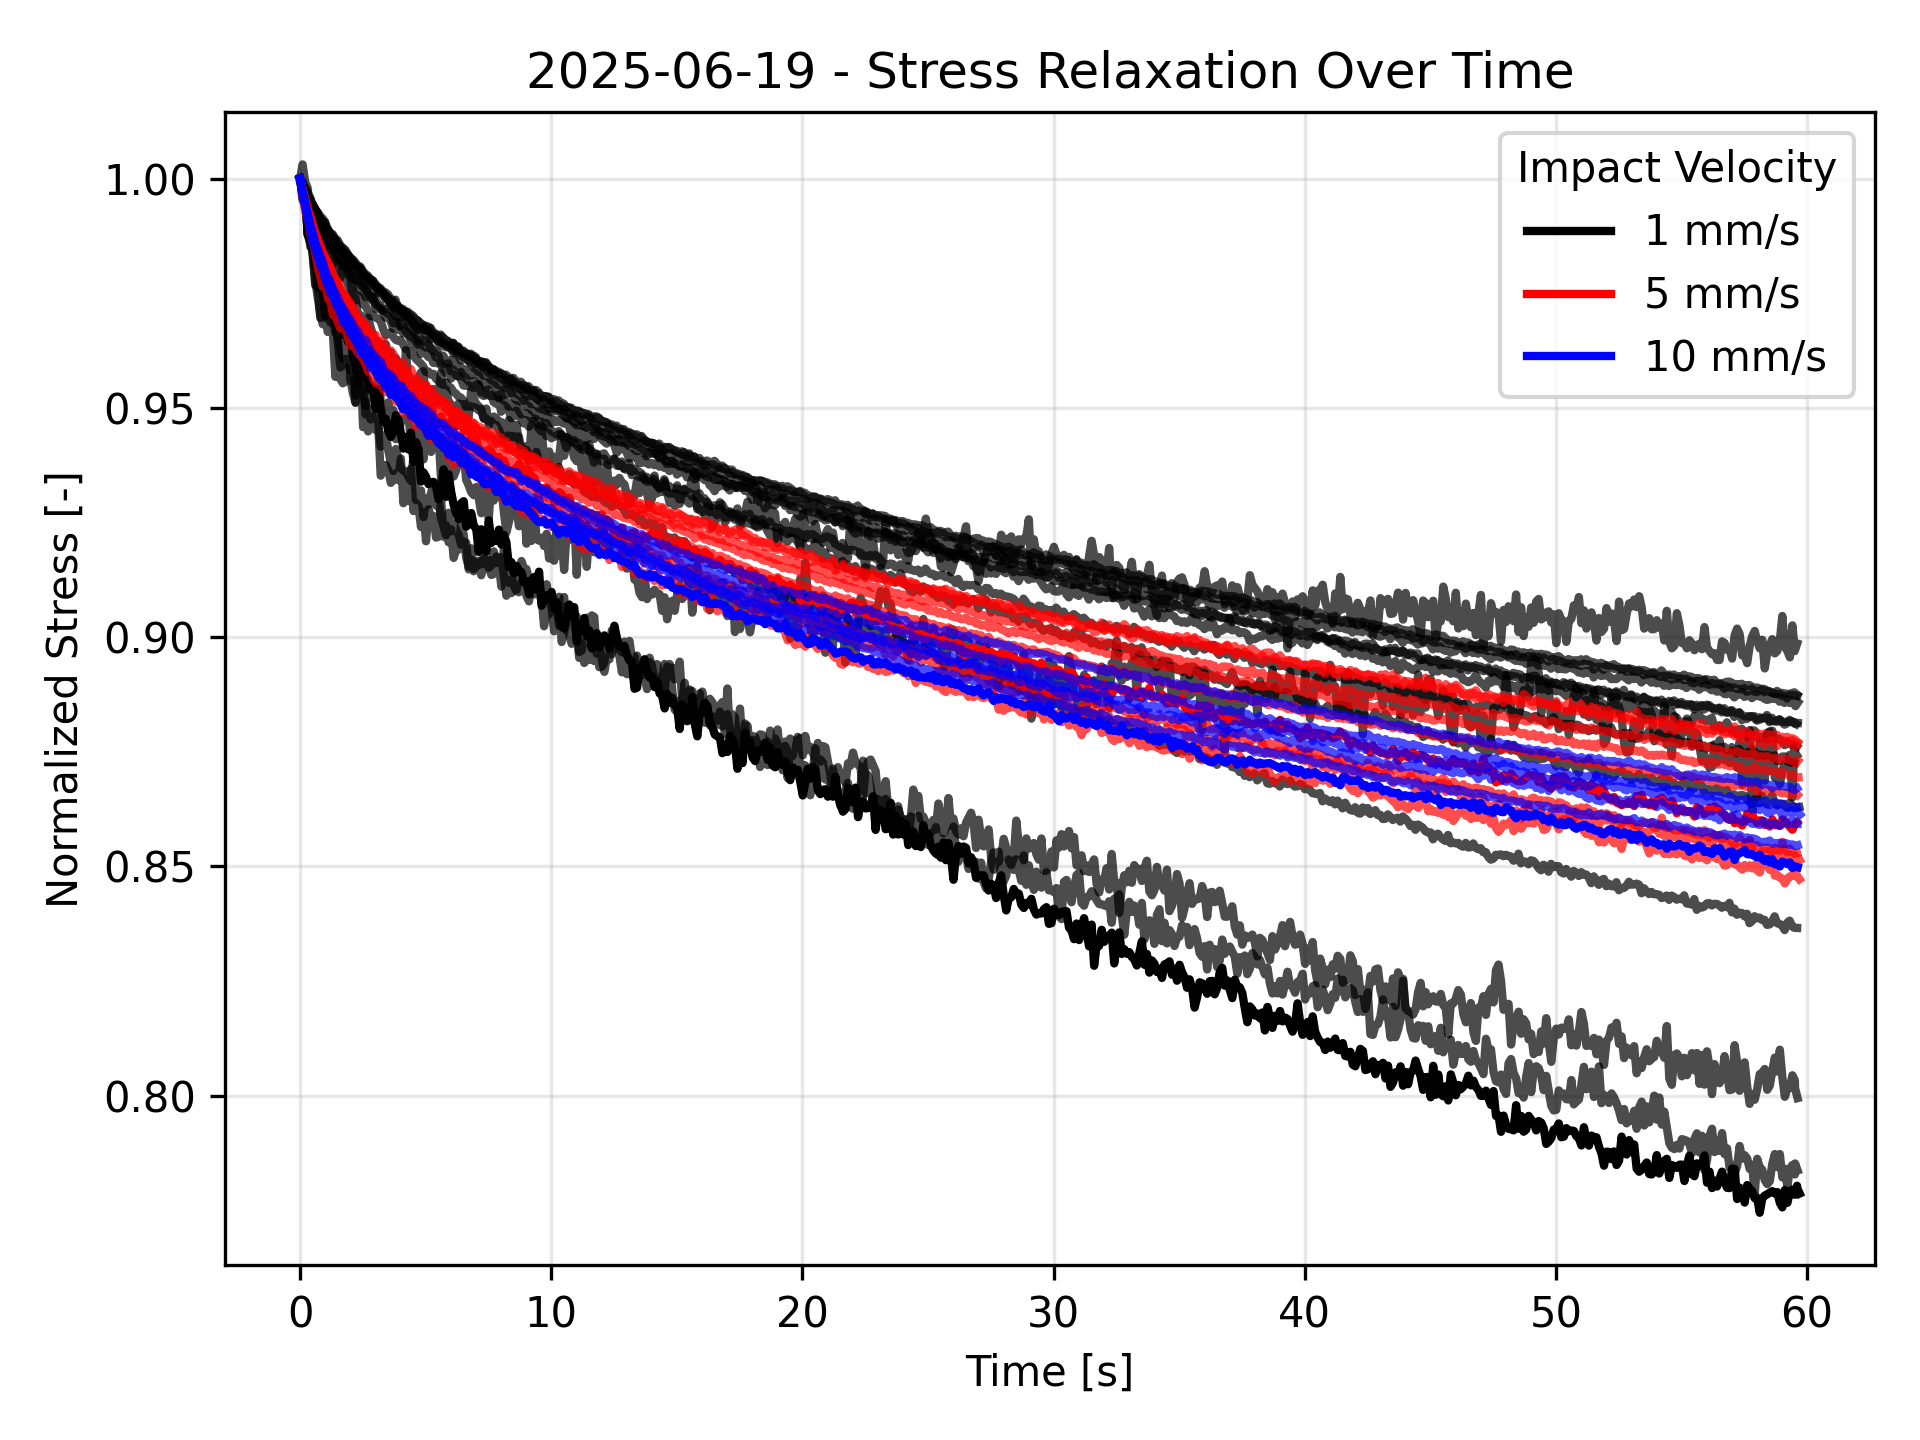 2025-06-19 - Stress Relaxation Over Time
Normalized Stress [-]
1.00
0.95
0.90
0.85
0.80
Impact Velocity
1 mm/s
5 mm/s
10 mm/s
0 10 20 30 40 50 60
Time [s]